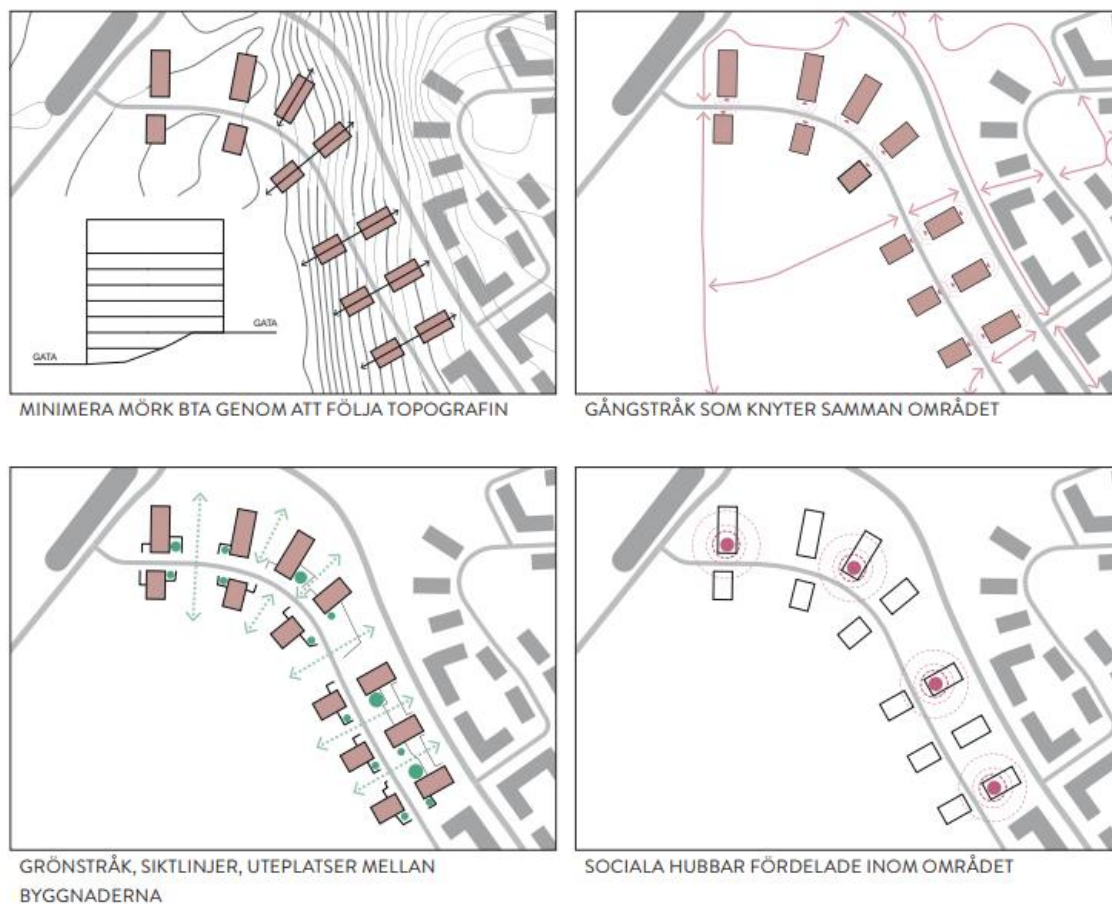 GATA
GATA
MINIMERA MÖRK BTA GENOM ATT FÖLJA TOPOGRAFIN
GÅNGSTRÅK SOM KNYTER SAMMAN OMRÅDET
GRÖNSTRÅK, SIKTLINJER, UTEPLATSER MELLAN
BYGGNADERNA
SOCIALA HUBBAR FÖRDELADE INOM OMRÅDET